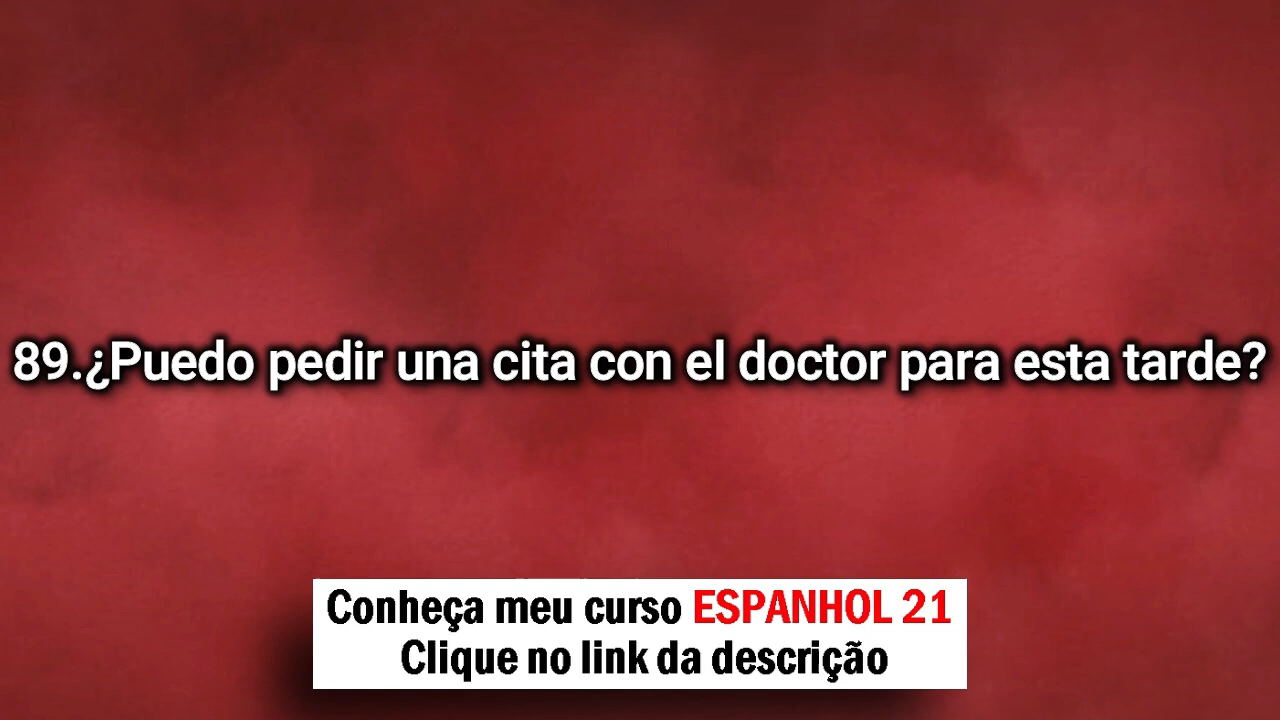 89.¿Puedo pedir una cita con el doctor para esta tarde?
Conheça meu curso ESPANHOL 21
Clique no link da descrição